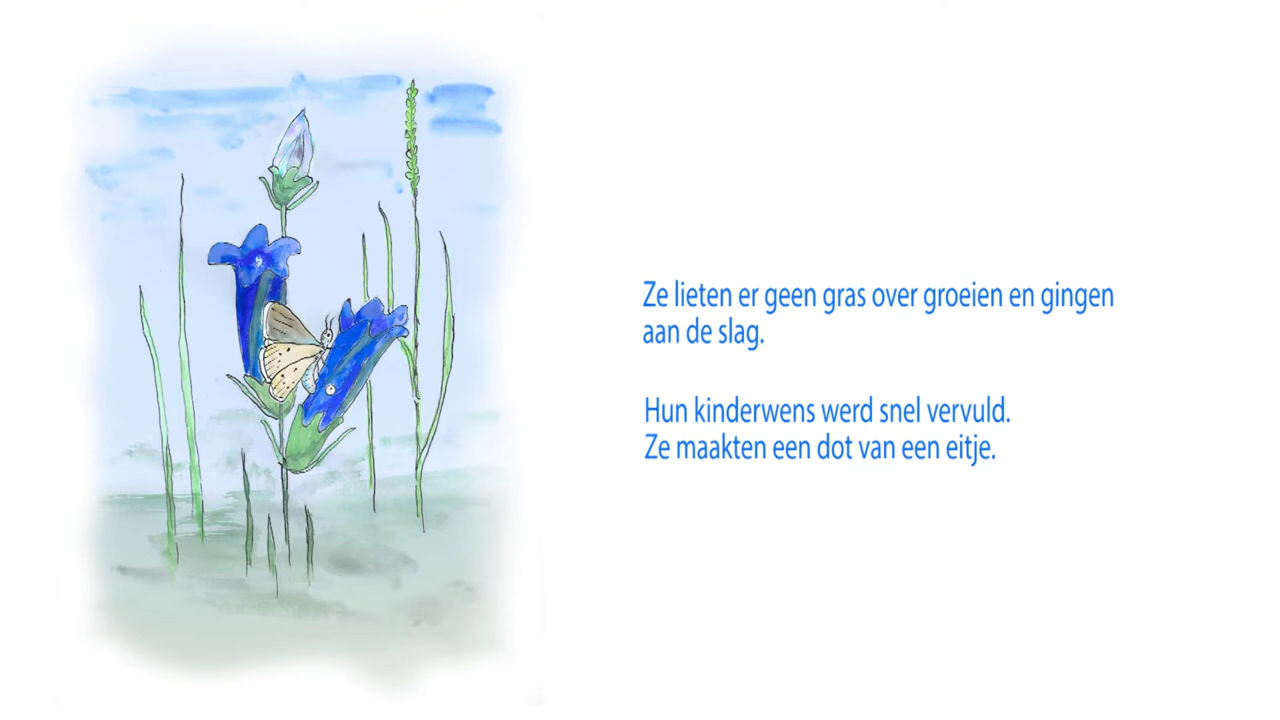 Ze lieten er geen gras over groeien en gingen
aan de slag.
Hun kinderwens werd snel vervuld.
Ze maakten een dot van een eitje.